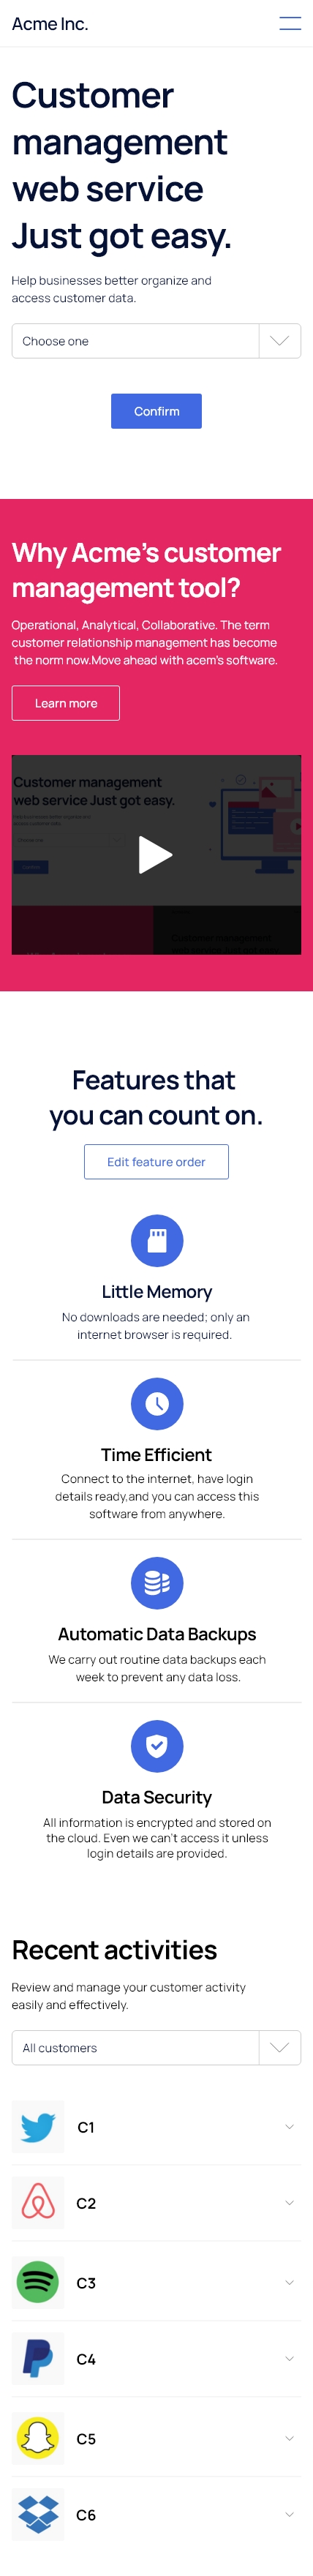 Acme Inc.
Customer
management
web service
Just got easy.
Help businesses better organize and
access customer data.
Choose one
Confirm
Why Acme's customer
management tool?
Operational, Analytical, Collaborative. The term
customer relationship management has become
the norm now.Move ahead with acem's software.
Learn more
Customer management
web service Just got easy.
Features that
you can count on.
Edit feature order
Little Memory
No downloads are needed; only an
internet browser is required.
Time Efficient
Connect to the internet, have login
details ready,and you can access this
software from anywhere.
Automatic Data Backups
We carry out routine data backups each
week to prevent any data loss.
Data Security
All information is encrypted and stored on
the cloud. Even we can't access it unless
login details are provided.
Recent activities
Review and manage your customer activity
easily and effectively.
All customers
C1
C2
C3
C4
C5
C6